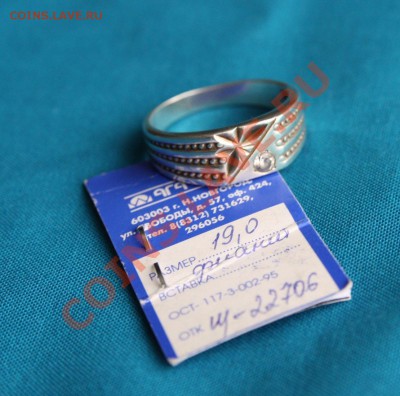 COINS.LAVE.RU
603003 г. Н.НОВГОРОД
ул. СВОБОДЫ, д. 57, оф. 424,
тел. 8(8312) 731629,
296056
РАЗМЕР 19,0
ВСТАВКА фианит
ОСТ- 117-3-002-95
ОТК Щ-22706